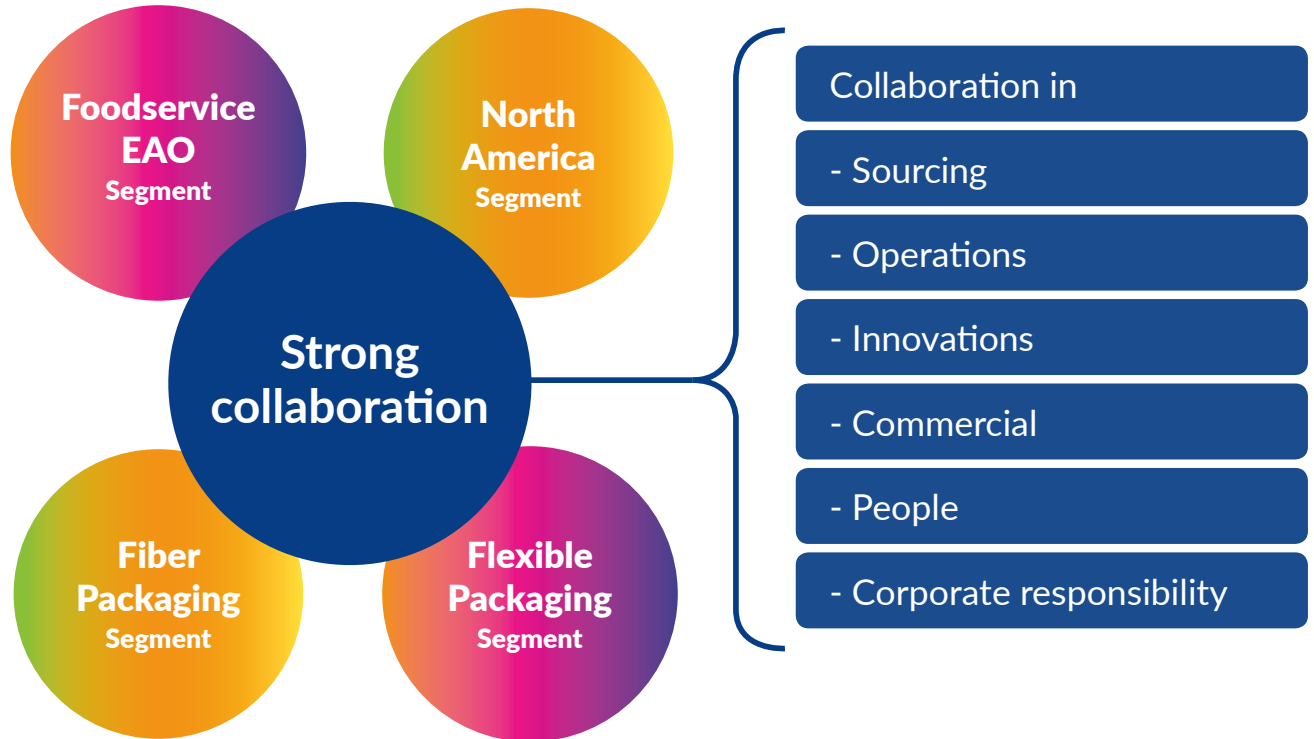 Foodservice
EAO
Segment
North
America
Segment
Strong
collaboration
Fiber
Packaging
Segment
Flexible
Packaging
Segment
Collaboration in
- Sourcing
- Operations
- Innovations
- Commercial
- People
- Corporate responsibility